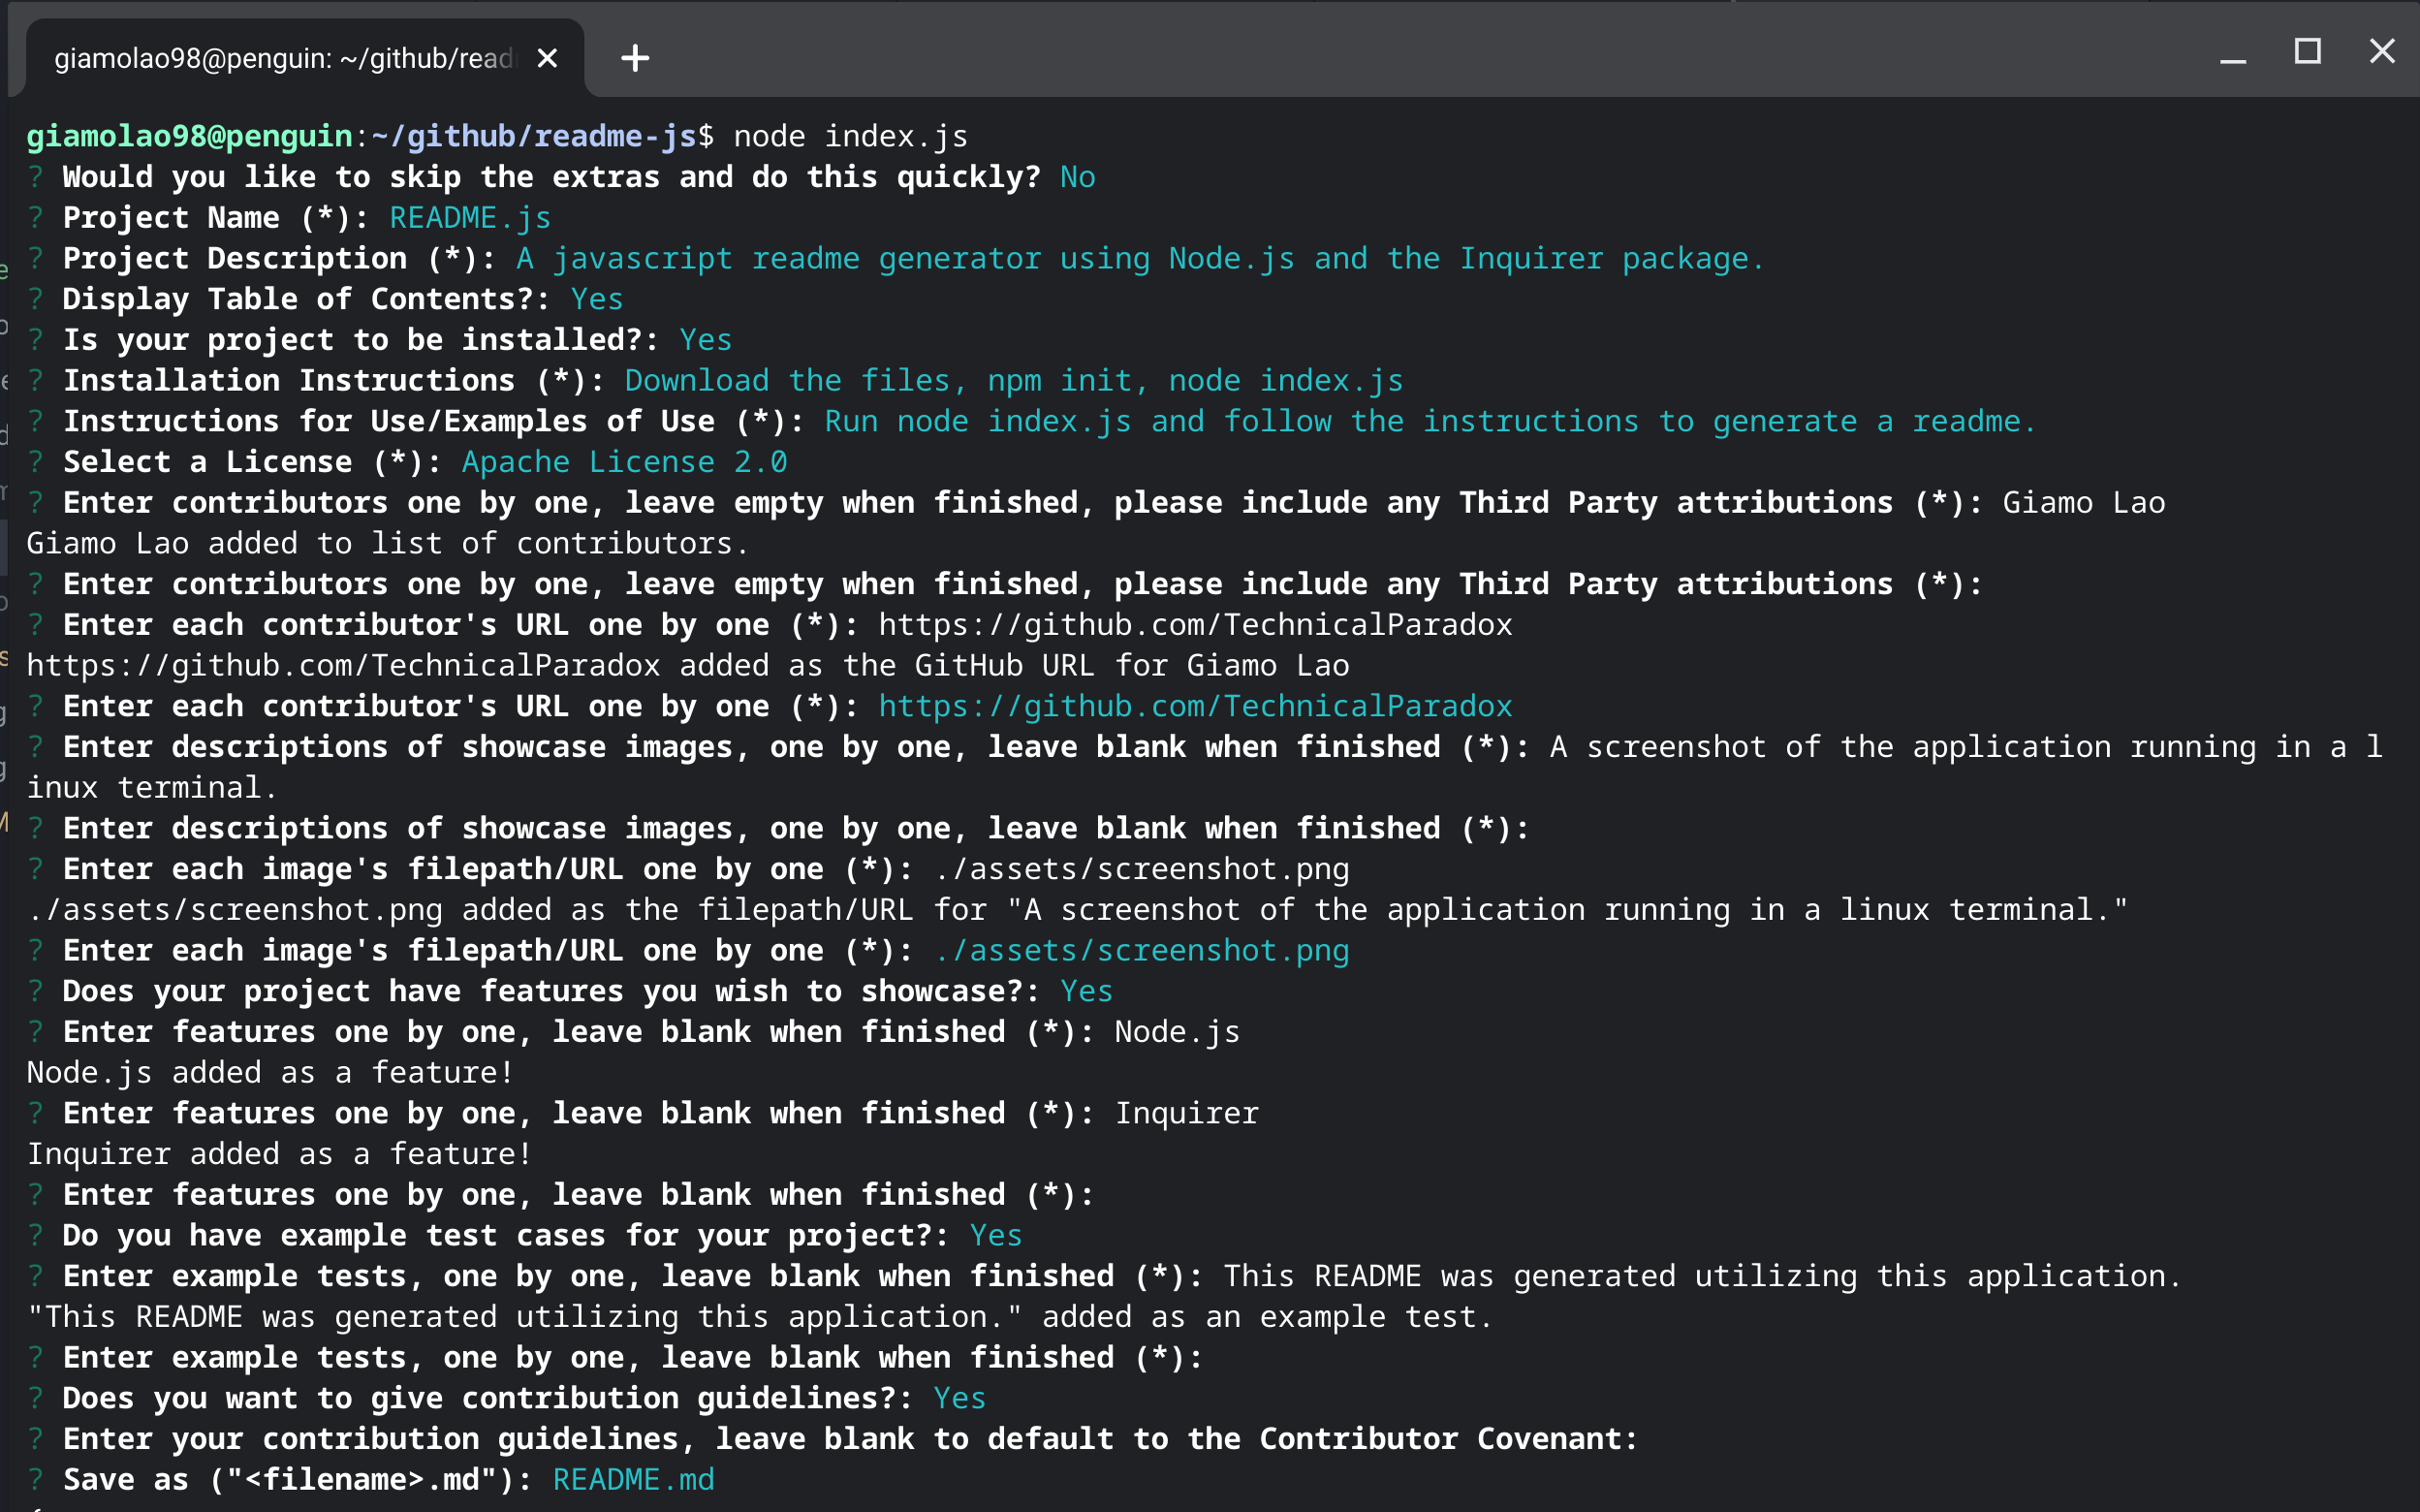 giamolao98@penguin: ~/github/read
giamolao98@penguin:~/github/readme-js$ node index.js
? Would you like to skip the extras and do this quickly? No
? Project Name (*): README.js
? Project Description (*): A javascript readme generator using Node.js and the Inquirer package.
? Display Table of Contents?: Yes
? Is your project to be installed?: Yes
? Installation Instructions (*): Download the files, npm init, node index.js
? Instructions for Use/Examples of Use (*): Run node index.js and follow the instructions to generate a readme.
? Select a License (*): Apache License 2.0
? Enter contributors one by one, leave empty when finished, please include any Third Party attributions (*): Giamo Lao
Giamo Lao added to list of contributors.
? Enter contributors one by one, leave empty when finished, please include any Third Party attributions (*):
? Enter each contributor's URL one by one (*): https://github.com/TechnicalParadox
https://github.com/TechnicalParadox added as the GitHub URL for Giamo Lao
? Enter each contributor's URL one by one (*): https://github.com/TechnicalParadox
? Enter descriptions of showcase images, one by one, leave blank when finished (*): A screenshot of the application running in a l
inux terminal.
? Enter descriptions of showcase images, one by one, leave blank when finished (*):
? Enter each image's filepath/URL one by one (*): ./assets/screenshot.png
./assets/screenshot.png added as the filepath/URL for "A screenshot of the application running in a linux terminal."
? Enter each image's filepath/URL one by one (*): ./assets/screenshot.png
? Does your project have features you wish to showcase?: Yes
? Enter features one by one, leave blank when finished (*): Node.js
Node.js added as a feature!
? Enter features one by one, leave blank when finished (*): Inquirer
Inquirer added as a feature!
? Enter features one by one, leave blank when finished (*):
? Do you have example test cases for your project?: Yes
? Enter example tests, one by one, leave blank when finished (*): This README was generated utilizing this application.
"This README was generated utilizing this application." added as an example test.
? Enter example tests, one by one, leave blank when finished (*):
? Does you want to give contribution guidelines?: Yes
? Enter your contribution guidelines, leave blank to default to the Contributor Covenant:
? Save as ("<filename>.md"): README.md